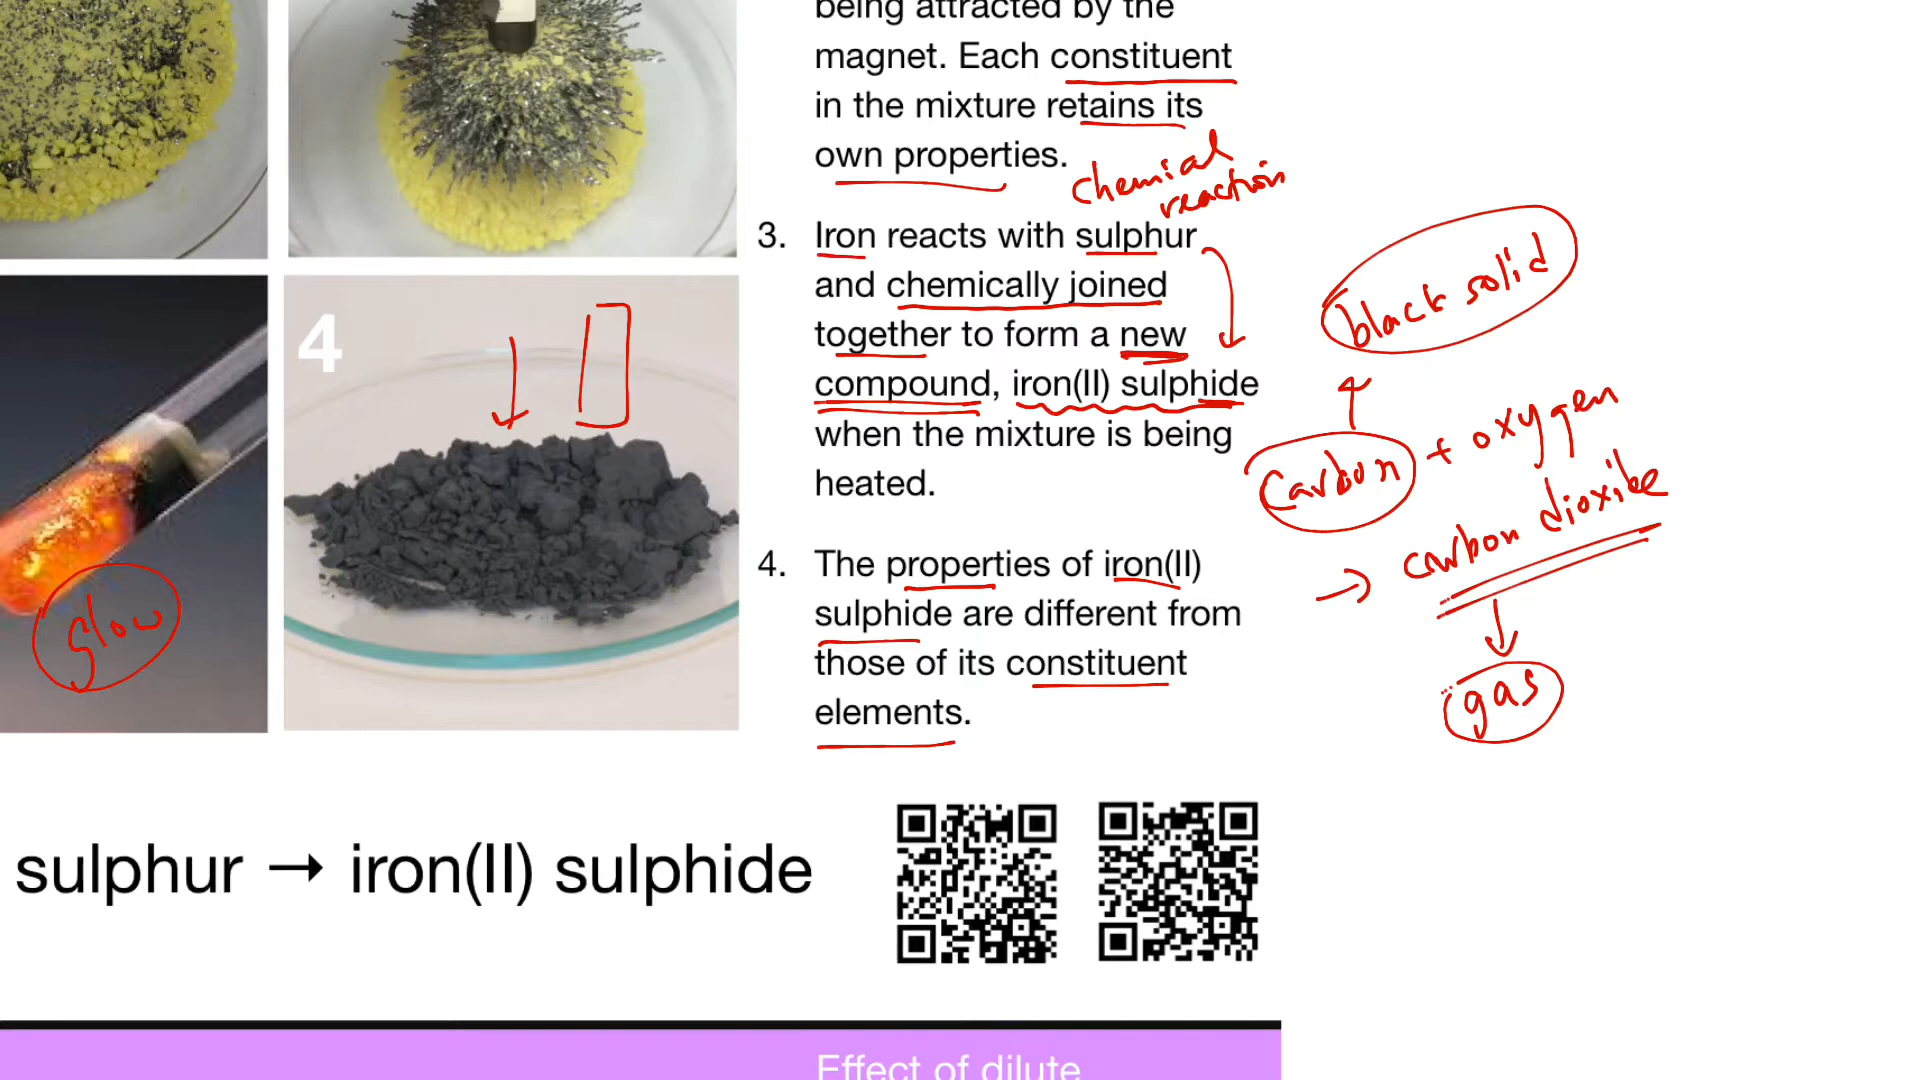 being attracted by the
magnet. Each constituent
in the mixture retains its
own properties.
chemial
reaction
3. Iron reacts with sulphur
and chemically joined
together to form a new
compound, iron(II) sulphide
when the mixture is being
heated.
black solid
Carbon + oxygen
→ carbon dioxide
gas
4
glow
4. The properties of iron(II)
sulphide are different from
those of its constituent
elements.
sulphur → iron(II) sulphide
Effect of dilute